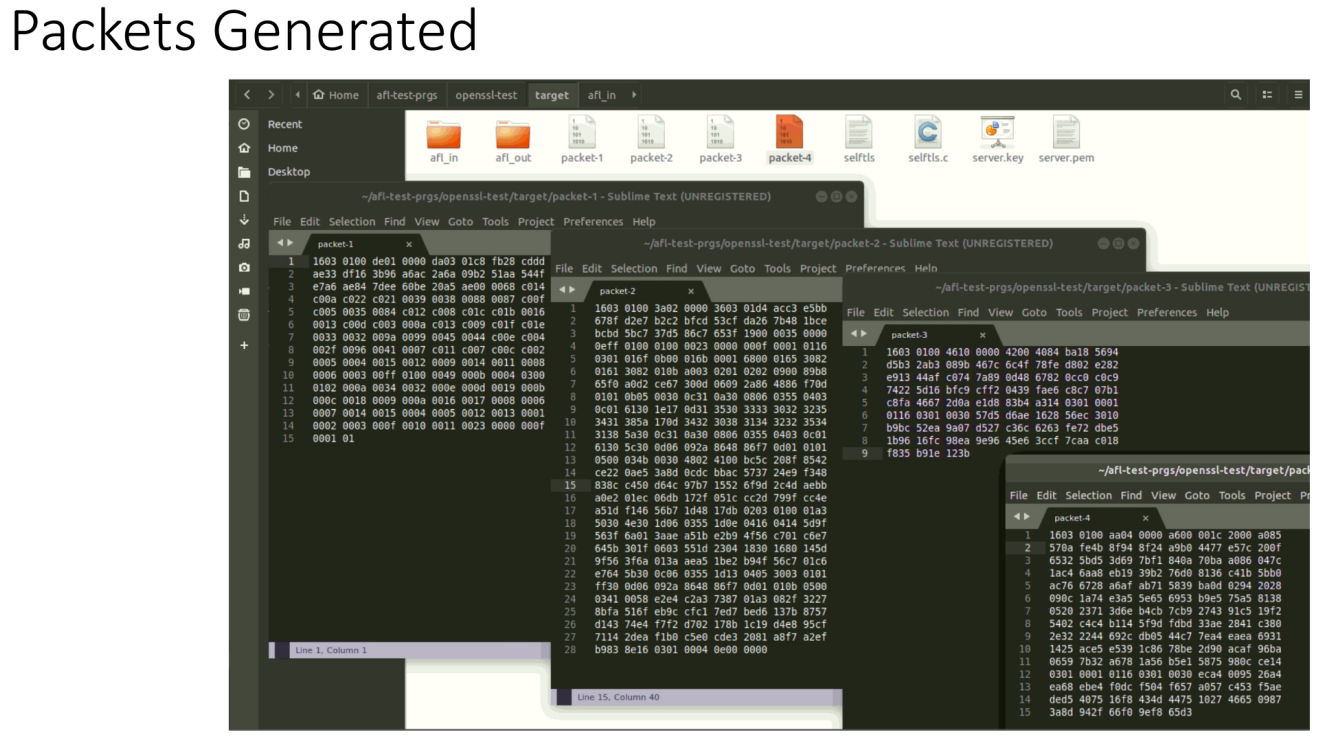 Packets Generated
Home afl-test-prgs openssl-test target afl_in
Recent
Home
Desktop
afl_in afl_out packet-1 packet-2 packet-3 packet-4 selftls selftls.c server.key server.pem
~/afl-test-prgs/openssl-test/target/packet-1 - Sublime Text (UNREGISTERED)
File Edit Selection Find View Goto Tools Project Preferences Help
packet-1 ×
1 1603 0100 de01 0000 da03 01c8 fb28 cddd
2 ae33 df16 3b96 a6ac 2a6a 09b2 51aa 544f
3 e7a6 ae84 7dee 60be 20a5 ae00 0068 c014
4 c00a c022 c021 0039 0038 0088 0087 c00f
5 c005 0035 0084 c012 c008 c01c c01b 0016
6 0013 c00d c003 000a c013 c009 c01f c01e
7 0033 0032 009a 0099 0045 0044 c00e c004
8 002f 0096 0041 0007 c011 c007 c00c c002
9 0005 0004 0015 0012 0009 0014 0011 0008
10 0006 0003 00ff 0100 0049 000b 0004 0300
11 0102 000a 0034 0032 000e 000d 0019 000b
12 000c 0018 0009 000a 0016 0017 0008 0006
13 0007 0014 0015 0004 0005 0012 0013 0001
14 0002 0003 000f 0010 0011 0023 0000 000f
15 0001 01
Line 1, Column 1
~/afl-test-prgs/openssl-test/target/packet-2 - Sublime Text (UNREGISTERED)
File Edit Selection Find View Goto Tools Project Preferences Help
packet-2 ×
1 1603 0100 3a02 0000 3603 01d4 acc3 e5bb
2 678f d2e7 b2c2 bfcd 53cf da26 7b48 1bce
3 bcbd 5bc7 37d5 86c7 653f 1900 0035 0000
4 0eff 0100 0100 0023 0000 000f 0001 0116
5 0301 016f 0b00 016b 0001 6800 0165 3082
6 0161 3082 010b a003 0201 0202 0900 89b8
7 65f0 a0d2 ce67 300d 0609 2a86 4886 f70d
8 0101 0b05 0030 0c31 0a30 0806 0355 0403
9 0c01 6130 1e17 0d31 3530 3333 3032 3235
10 3431 385a 170d 3432 3038 3134 3232 3534
11 3138 5a30 0c31 0a30 0806 0355 0403 0c01
12 6130 5c30 0d06 092a 8648 86f7 0d01 0101
13 0500 034b 0030 4802 4100 bc5c 208f 8542
14 ce22 0ae5 3a8d 0cdc bbac 5737 24e9 f348
15 838c c450 d64c 97b7 1552 6f9d 2c4d aebb
16 a0e2 01ec 06db 172f 051c cc2d 799f cc4e
17 a51d f146 56b7 1d48 17db 0203 0100 01a3
18 5030 4e30 1d06 0355 1d0e 0416 0414 5d9f
19 563f 6a01 3aae a51b e2b9 4f56 c701 c6e7
20 645b 301f 0603 551d 2304 1830 1680 145d
21 9f56 3f6a 013a aea5 1be2 b94f 56c7 01c6
22 e764 5b30 0c06 0355 1d13 0405 3003 0101
23 ff30 0d06 092a 8648 86f7 0d01 010b 0500
24 0341 0058 e2e4 c2a3 7387 01a3 082f 3227
25 8bfa 516f eb9c cfc1 7ed7 bed6 137b 8757
26 d143 74e4 f7f2 d702 178b 1c19 d4e8 95cf
27 7114 2dea f1b0 c5e0 cde3 2081 a8f7 a2ef
28 b983 8e16 0301 0004 0e00 0000
Line 15, Column 40
~/afl-test-prgs/openssl-test/target/packet-3 - Sublime Text (UNREGIST
File Edit Selection Find View Goto Tools Project Preferences Help
packet-3 ×
1 1603 0100 4610 0000 4200 4084 ba18 5694
2 d5b3 2ab3 089b 467c 6c4f 78fe d802 e282
3 e913 44af c074 7a89 0d48 6782 0cc0 c0c9
4 7422 5d16 bfc9 cff2 0439 fae6 c8c7 07b1
5 c8fa 4667 2d0a e1d8 83b4 a314 0301 0001
6 0116 0301 0030 57d5 d6ae 1628 56ec 3010
7 b9bc 52ea 9a07 d527 c36c 6263 fe72 dbe5
8 1b96 16fc 98ea 9e96 45e6 3ccf 7caa c018
9 f835 b91e 123b
~/afl-test-prgs/openssl-test/target/pack
File Edit Selection Find View Goto Tools Project Pr
packet-4 ×
1 1603 0100 aa04 0000 a600 001c 2000 a085
2 570a fe4b 8f94 8f24 a9b0 4477 e57c 200f
3 6532 5bd5 3d69 7bf1 840a 70ba a086 047c
4 1ac4 6aa8 eb19 39b2 76d0 8136 c41b 5bb0
5 ac76 6728 a6af ab71 5839 ba0d 0294 2028
6 090c 1a74 e3a5 5e65 6953 b9e5 75a5 8138
7 0520 2371 3d6e b4cb 7cb9 2743 91c5 19f2
8 5402 c4c4 b114 5f9d fdbd 33ae 2841 c380
9 2e32 2244 692c db05 44c7 7ea4 eaea 6931
10 1425 ace5 e539 1c86 78be 2d90 acaf 96ba
11 0659 7b32 a678 1a56 b5e1 5875 980c ce14
12 0301 0001 0116 0301 0030 eca4 0095 26a4
13 ea68 ebe4 f0dc f504 f657 a057 c453 f5ae
14 ded5 4075 16f8 434d 4475 1027 4665 0987
15 3a8d 942f 66f0 9ef8 65d3